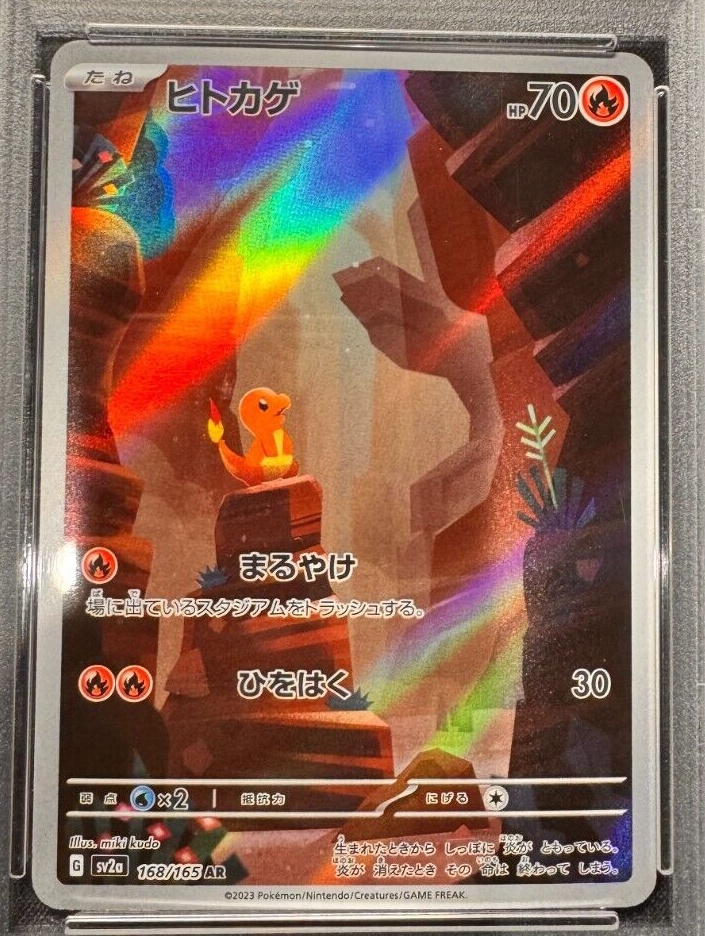 たね ヒトカゲ HP70
まるやけ
場に出ているスタジアムをトラッシュする。
ひをはく 30
弱点 ×2 抵抗力 にげる
Illus. miki kudo
生まれたときから しっぽに 炎が ともっている。
炎が 消えたとき その 命は 終わって しまう。
G sv2a 168/165 AR
©2023 Pokémon/Nintendo/Creatures/GAME FREAK.